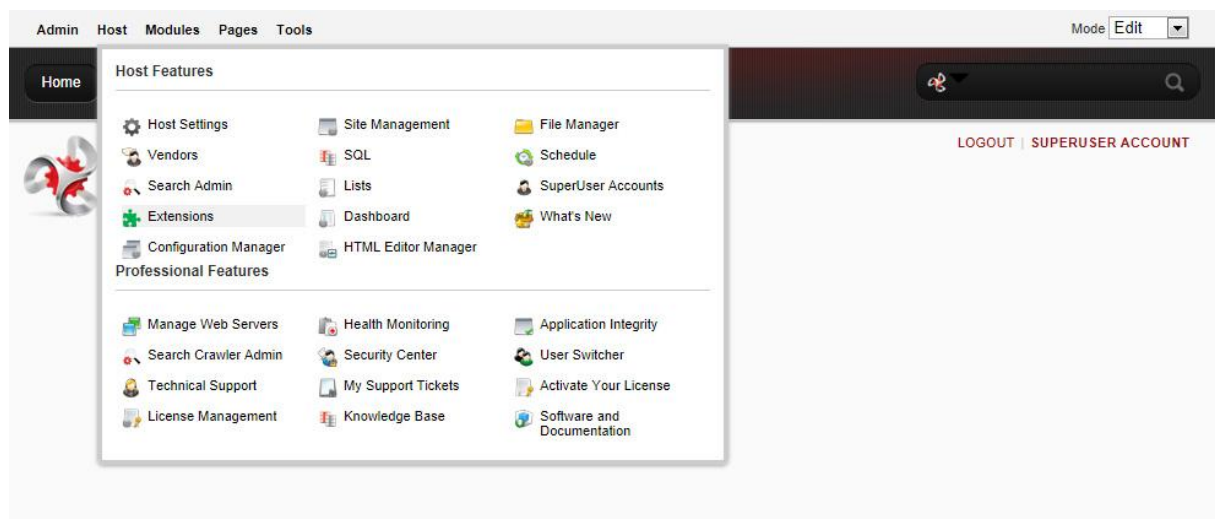 Admin Host Modules Pages Tools Mode Edit
Home
Host Features
Host Settings Site Management File Manager
Vendors SQL Schedule
LOGOUT | SUPERUSER ACCOUNT
Search Admin Lists SuperUser Accounts
Extensions Dashboard What's New
Configuration Manager HTML Editor Manager
Professional Features
Manage Web Servers Health Monitoring Application Integrity
Search Crawler Admin Security Center User Switcher
Technical Support My Support Tickets Activate Your License
License Management Knowledge Base Software and
Documentation